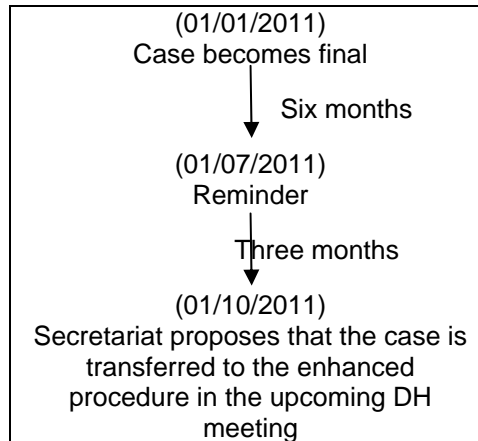 (01/01/2011)
Case becomes final
Six months
(01/07/2011)
Reminder
Three months
(01/10/2011)
Secretariat proposes that the case is
transferred to the enhanced
procedure in the upcoming DH
meeting